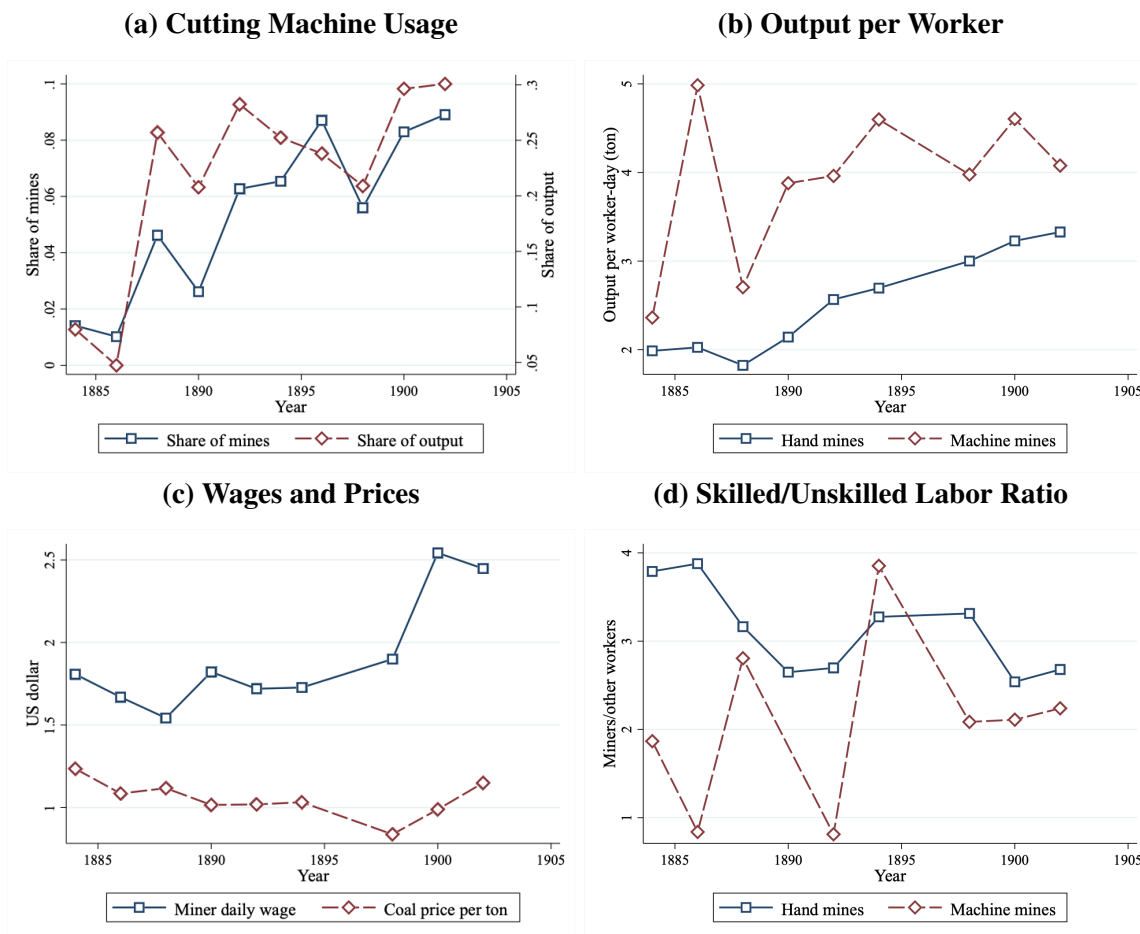 (a) Cutting Machine Usage
Share of mines
0 .02 .04 .06 .08 .1
Share of output
.05 .1 .15 .2 .25 .3
1885 1890 1895 1900 1905
Year
Share of mines Share of output
(b) Output per Worker
Output per worker-day (ton)
2 3 4 5
1885 1890 1895 1900 1905
Year
Hand mines Machine mines
(c) Wages and Prices
US dollar
1 1.5 2 2.5
1885 1890 1895 1900 1905
Year
Miner daily wage Coal price per ton
(d) Skilled/Unskilled Labor Ratio
Miners/other workers
1 2 3 4
1885 1890 1895 1900 1905
Year
Hand mines Machine mines